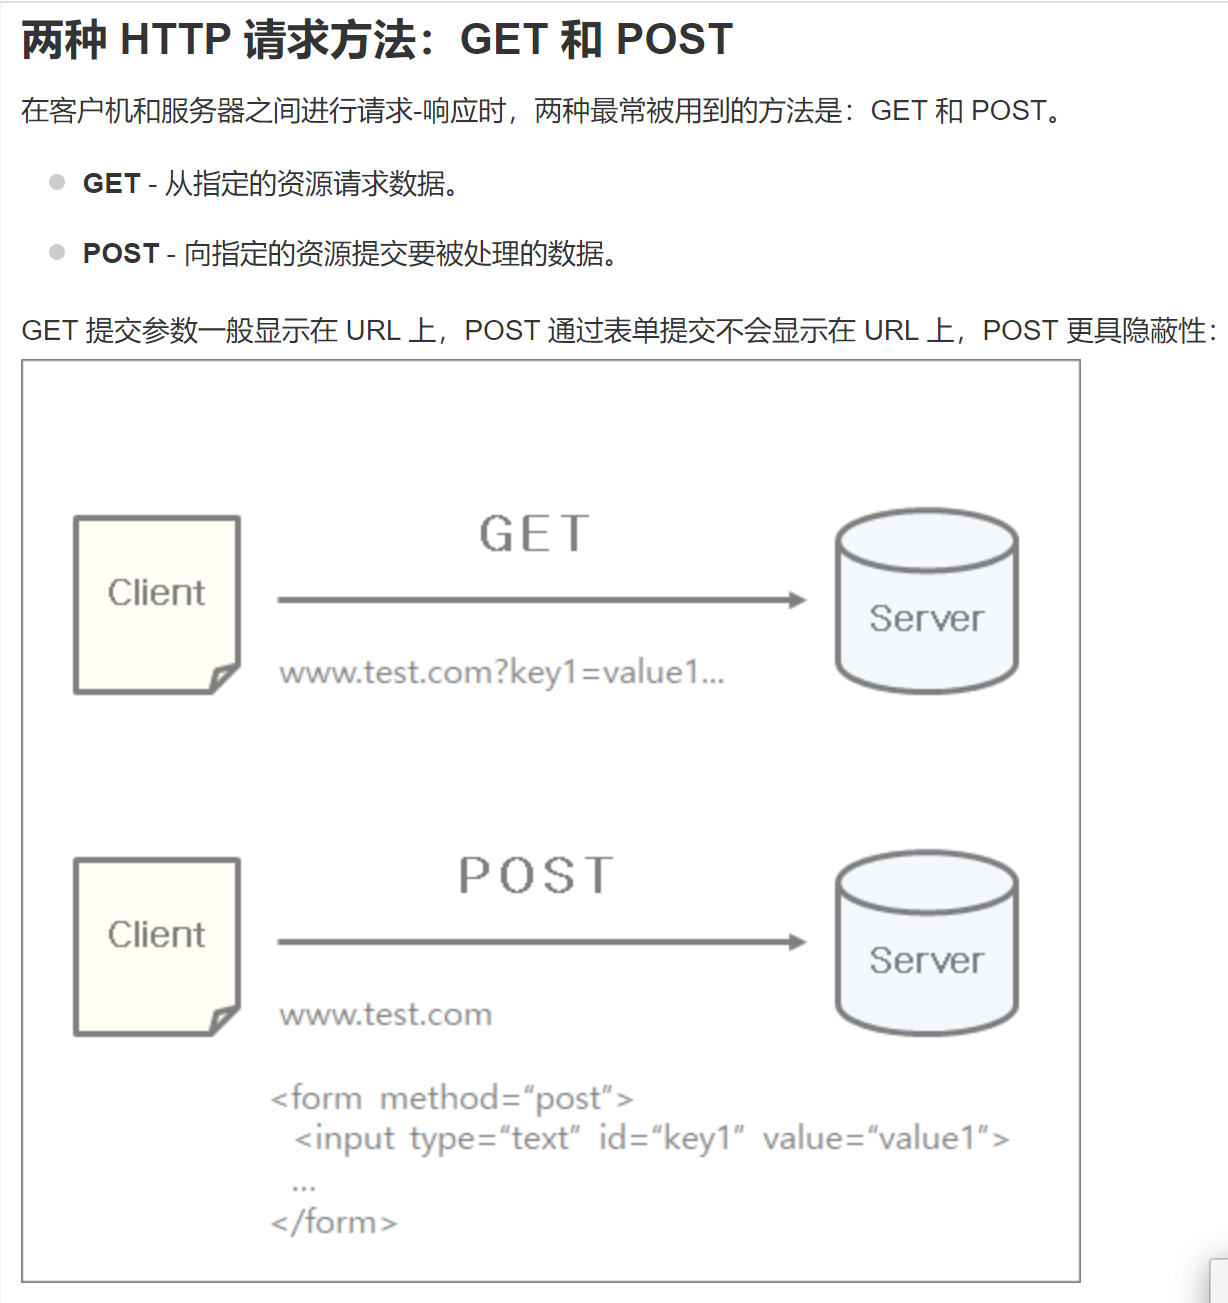 两种 HTTP 请求方法：GET 和 POST
在客户机和服务器之间进行请求-响应时，两种最常被用到的方法是：GET 和 POST。
GET - 从指定的资源请求数据。
POST - 向指定的资源提交要被处理的数据。
GET 提交参数一般显示在 URL 上，POST 通过表单提交不会显示在 URL 上，POST 更具隐蔽性：
GET
Client
Server
www.test.com?key1=value1...
POST
Client
Server
www.test.com
<form method=“post”>
<input type=“text” id=“key1” value=“value1”>
...
</form>